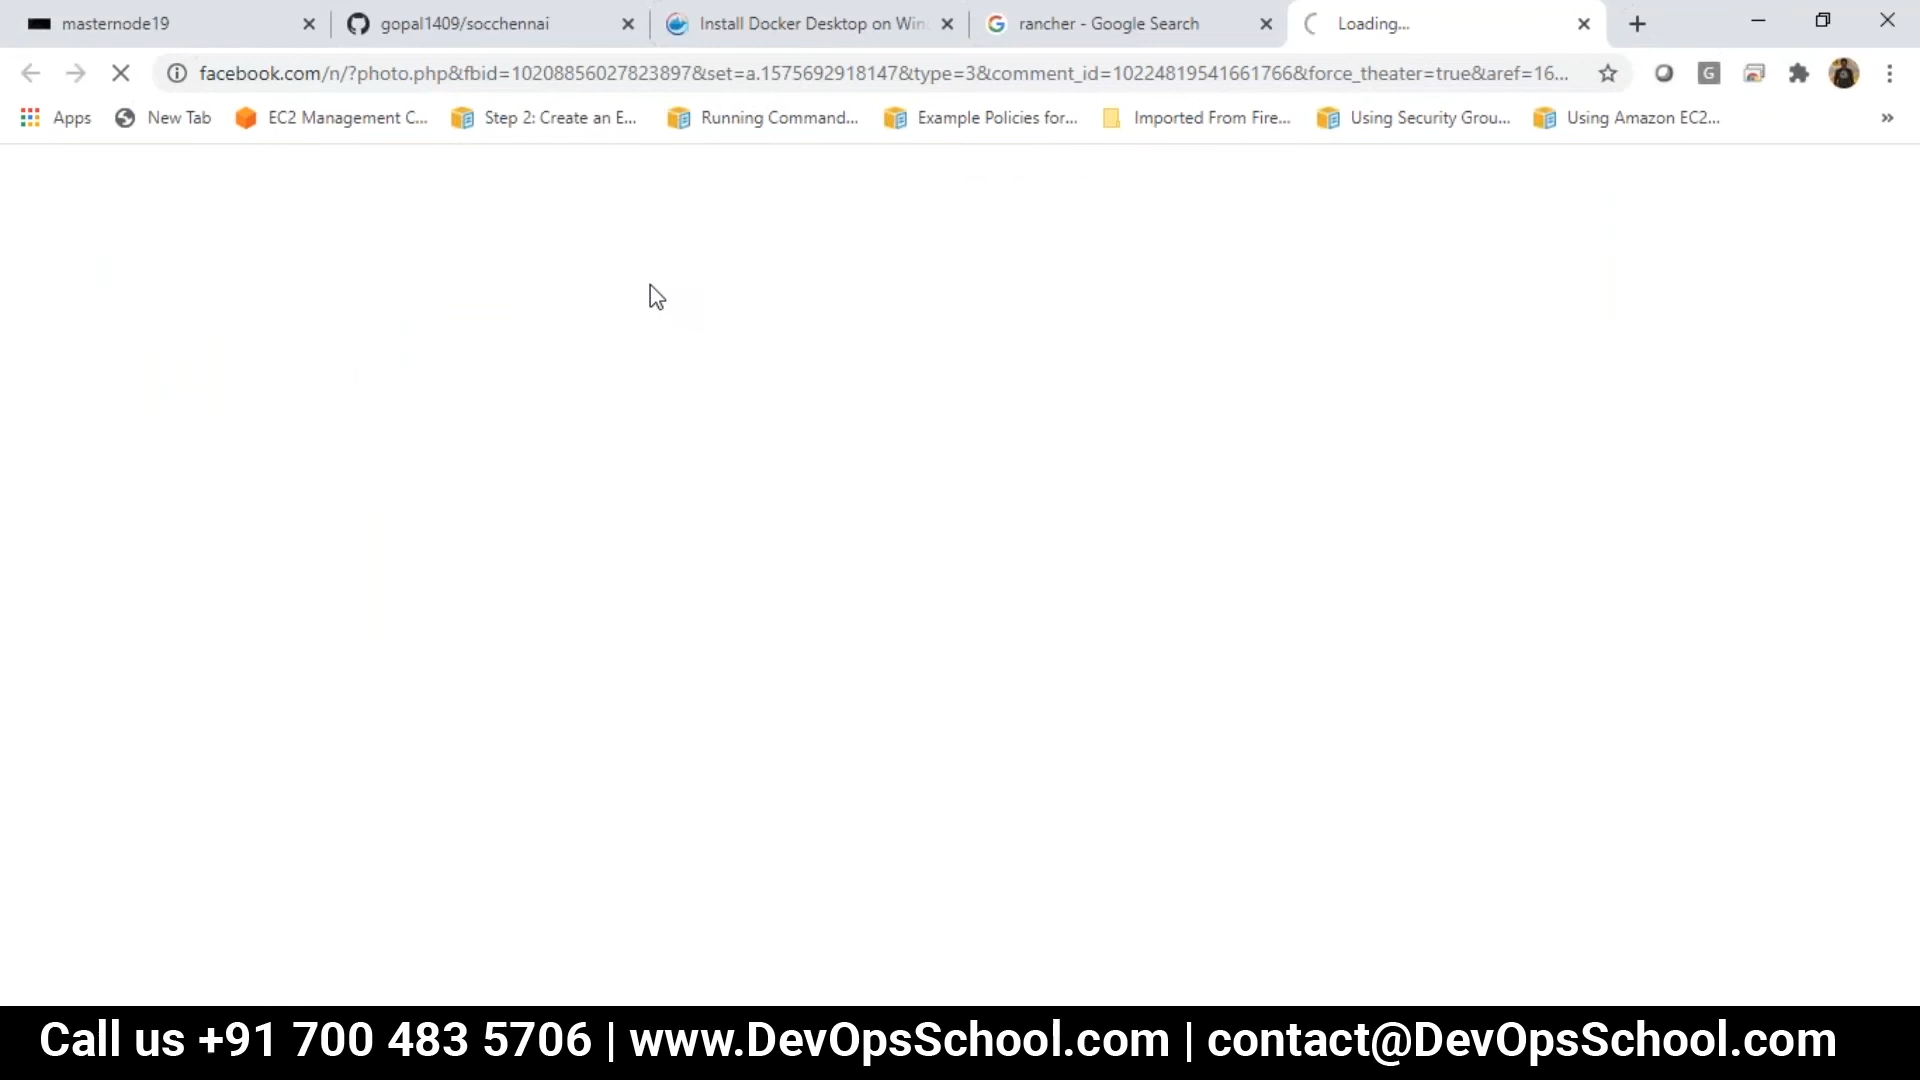 masternode19
gopal1409/socchennai
Install Docker Desktop on Win
rancher - Google Search
Loading...
facebook.com/n/?photo.php&fbid=10208856027823897&set=a.1575692918147&type=3&comment_id=10224819541661766&force_theater=true&aref=16...
Apps
New Tab
EC2 Management C...
Step 2: Create an E...
Running Command...
Example Policies for...
Imported From Fire...
Using Security Grou...
Using Amazon EC2...
Call us +91 700 483 5706 | www.DevOpsSchool.com | contact@DevOpsSchool.com